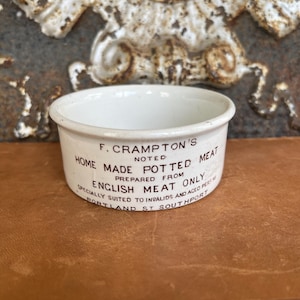 F. CRAMPTON'S
NOTED
HOME MADE POTTED MEAT
PREPARED FROM
ENGLISH MEAT ONLY
SPECIALLY SUITED TO INVALIDS AND AGED PEOPLE
PORTLAND ST SOUTHPORT